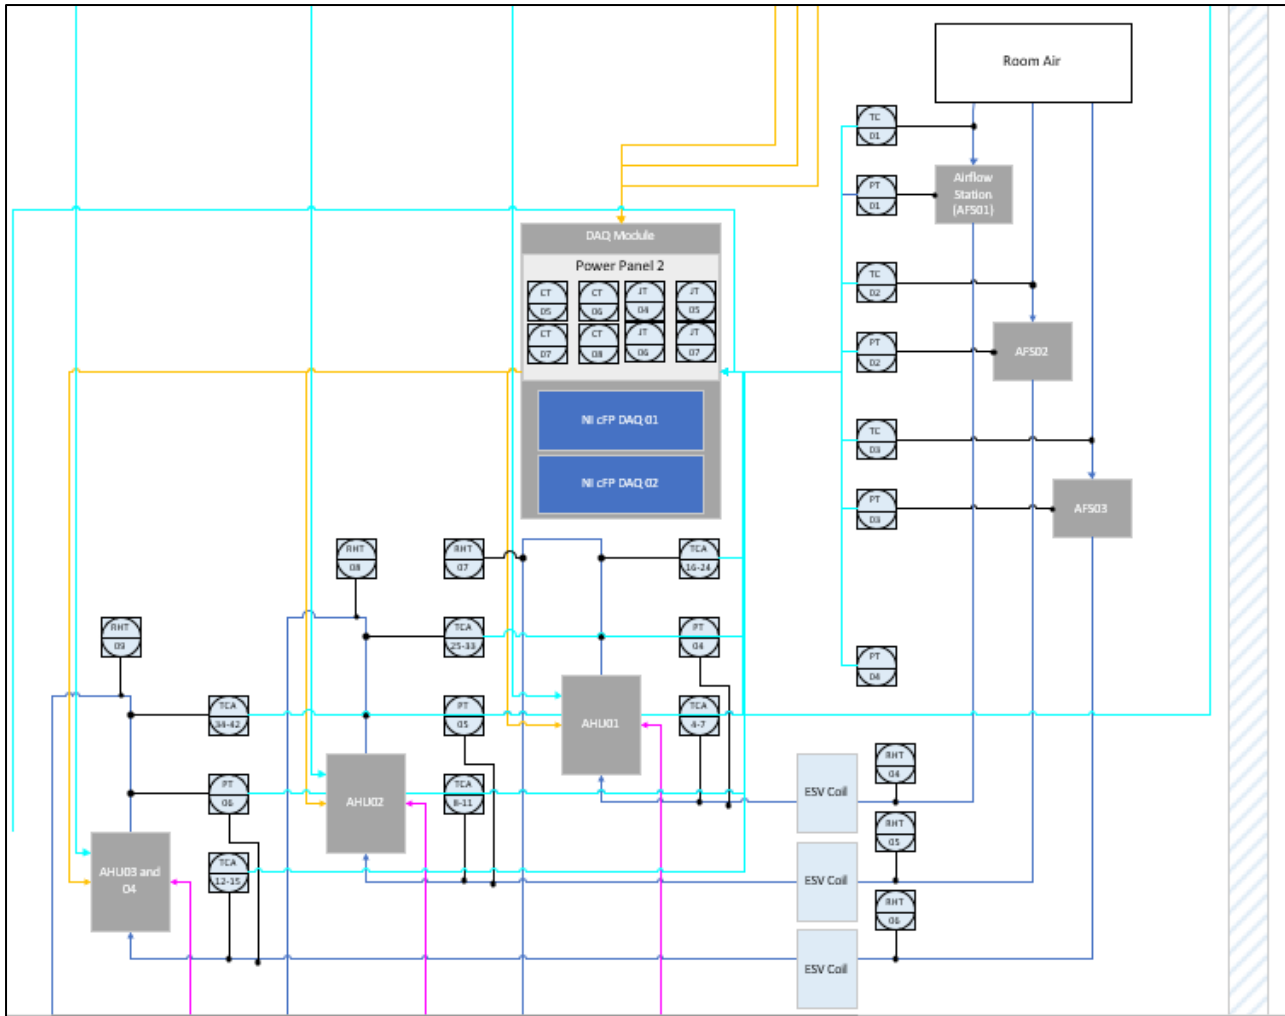 Room Air
TC
01
Airflow
Station
(AFS01)
PT
01
DAQ Module
Power Panel 2
TC
02
CT
05
CT
06
JT
04
JT
05
CT
07
CT
08
JT
06
JT
07
PT
02
AFS02
NI cFP DAQ 01
TC
03
NI cFP DAQ 02
PT
03
AFS03
RHT
08
RHT
07
TCA
16-24
RHT
09
TCA
25-33
PT
04
PT
04
TCA
34-42
PT
05
AHU01
TCA
4-7
PT
06
AHU02
TCA
8-11
ESV Coil
RHT
04
RHT
05
AHU03 and
04
TCA
12-15
ESV Coil
RHT
06
ESV Coil